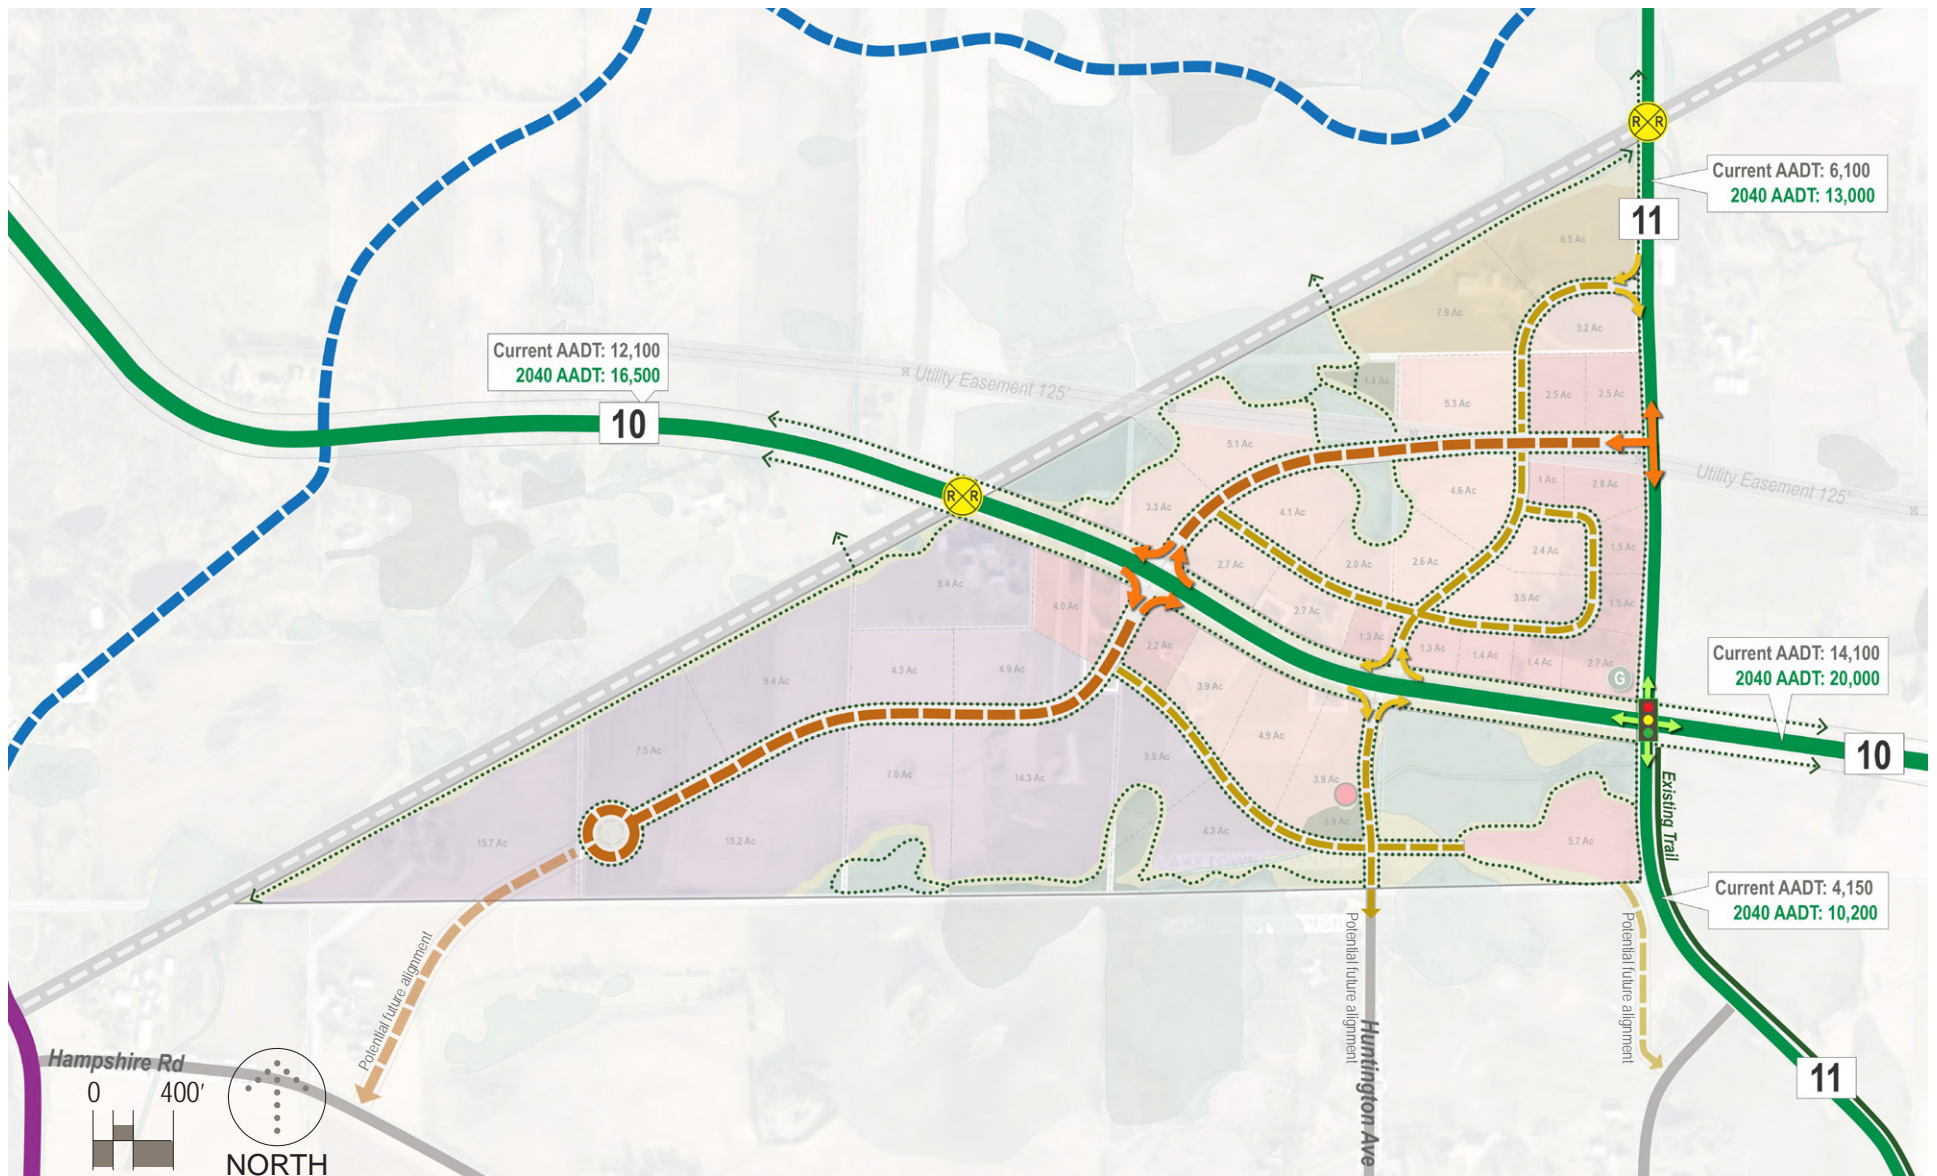 R R
Current AADT: 6,100
2040 AADT: 13,000
11
6.5 Ac
7.9 Ac
3.2 Ac
Current AADT: 12,100
2040 AADT: 16,500
10
Utility Easement 125'
1.4 Ac
5.3 Ac
2.5 Ac
2.5 Ac
5.1 Ac
Utility Easement 125'
R R
3.3 Ac
4.1 Ac
4.6 Ac
1 Ac
2.8 Ac
2.7 Ac
2.0 Ac
2.6 Ac
2.4 Ac
1.5 Ac
8.4 Ac
4.0 Ac
2.7 Ac
3.5 Ac
1.5 Ac
2.2 Ac
1.3 Ac
1.3 Ac
1.4 Ac
1.4 Ac
2.7 Ac
G
4.3 Ac
4.9 Ac
9.4 Ac
3.9 Ac
Current AADT: 14,100
2040 AADT: 20,000
10
7.5 Ac
7.0 Ac
14.3 Ac
3.9 Ac
4.9 Ac
3.9 Ac
Existing Trail
15.7 Ac
15.2 Ac
4.3 Ac
0.9 Ac
5.7 Ac
Current AADT: 4,150
2040 AADT: 10,200
Potential future alignment
Potential future alignment
Potential future alignment
Huntington Ave
11
Hampshire Rd
0 400'
NORTH